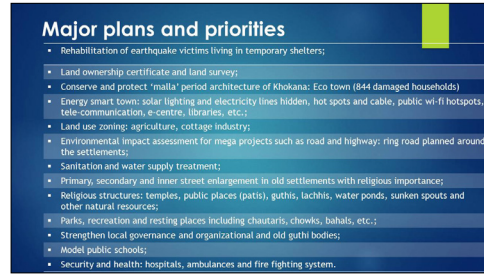 Major plans and priorities
▪ Rehabilitation of earthquake victims living in temporary shelters;
▪ Land ownership certificate and land survey;
▪ Conserve and protect ‘malla’ period architecture of Khokana: Eco town (844 damaged households)
▪ Energy smart town: solar lighting and electricity lines hidden, hot spots and cable, public wi-fi hotspots,
tele-communication, e-centre, libraries, etc.;
▪ Land use zoning: agriculture, cottage industry;
▪ Environmental impact assessment for mega projects such as road and highway: ring road planned around
the settlements;
▪ Sanitation and water supply treatment;
▪ Primary, secondary and inner street enlargement in old settlements with religious importance;
▪ Religious structures: temples, public places (patis), guthis, lachhis, water ponds, sunken spouts and
other natural resources;
▪ Parks, recreation and resting places including chautaris, chowks, bahals, etc.;
▪ Strengthen local governance and organizational and old guthi bodies;
▪ Model public schools;
▪ Security and health: hospitals, ambulances and fire fighting system.